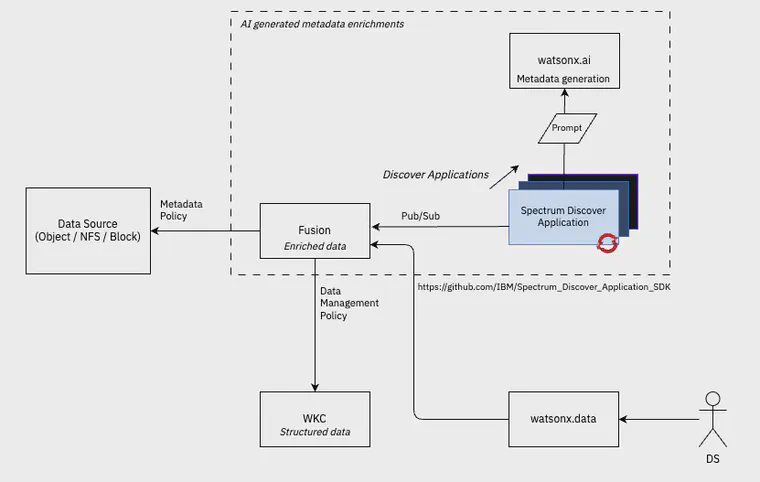 AI generated metadata enrichments
watsonx.ai
Metadata generation
Prompt
Discover Applications
Metadata
Policy
Data Source
(Object / NFS / Block)
Fusion
Enriched data
Pub/Sub
Spectrum Discover
Application
https://github.com/IBM/Spectrum_Discover_Application_SDK
Data
Management
Policy
WKC
Structured data
watsonx.data
DS